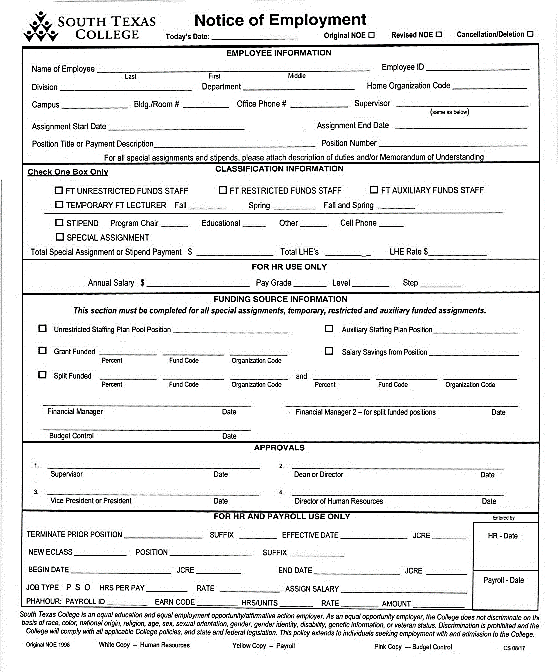 SOUTH TEXAS
COLLEGE
Notice of Employment
Today's Date: Original NOE ☐ Revised NOE ☐ Cancellation/Deletion ☐
EMPLOYEE INFORMATION
Name of Employee Employee ID
Last First Middle
Division Department Home Organization Code
Campus Bldg./Room # Office Phone # Supervisor
(same as below)
Assignment Start Date Assignment End Date
Position Title or Payment Description Position Number
For all special assignments and stipends, please attach description of duties and/or Memorandum of Understanding
Check One Box Only CLASSIFICATION INFORMATION
☐ FT UNRESTRICTED FUNDS STAFF ☐ FT RESTRICTED FUNDS STAFF ☐ FT AUXILIARY FUNDS STAFF
☐ TEMPORARY FT LECTURER Fall Spring Fall and Spring
☐ STIPEND Program Chair Educational Other Cell Phone
☐ SPECIAL ASSIGNMENT
Total Special Assignment or Stipend Payment $ Total LHE's LHE Rate $
FOR HR USE ONLY
Annual Salary $ Pay Grade Level Step
FUNDING SOURCE INFORMATION
This section must be completed for all special assignments, temporary, restricted and auxiliary funded assignments.
☐ Unrestricted Staffing Plan Pool Position ☐ Auxiliary Staffing Plan Position
☐ Grant Funded ☐ Salary Savings from Position
Percent Fund Code Organization Code
☐ Split Funded and
Percent Fund Code Organization Code Percent Fund Code Organization Code
Financial Manager Date Financial Manager 2 – for split funded positions Date
Budget Control Date
APPROVALS
1. 2.
Supervisor Date Dean or Director Date
3. 4.
Vice President or President Date Director of Human Resources Date
FOR HR AND PAYROLL USE ONLY Entered by
TERMINATE PRIOR POSITION SUFFIX EFFECTIVE DATE JCRE HR - Date
NEW ECLASS POSITION SUFFIX
BEGIN DATE JCRE END DATE JCRE
Payroll - Date
JOB TYPE P S O HRS PER PAY RATE ASSIGN SALARY
PHAHOUR: PAYROLL ID EARN CODE HRS/UNITS RATE AMOUNT
South Texas College is an equal education and equal employment opportunity/affirmative action employer. As an equal opportunity employer, the College does not discriminate on the
basis of race, color, national origin, religion, age, sex, sexual orientation, gender, gender identity, disability, genetic information, or veteran status. Discrimination is prohibited and the
College will comply with all applicable College policies, and state and federal legislation. This policy extends to individuals seeking employment with and admission to the College.
Original NOE 1996 White Copy – Human Resources Yellow Copy – Payroll Pink Copy – Budget Control CS 08/17